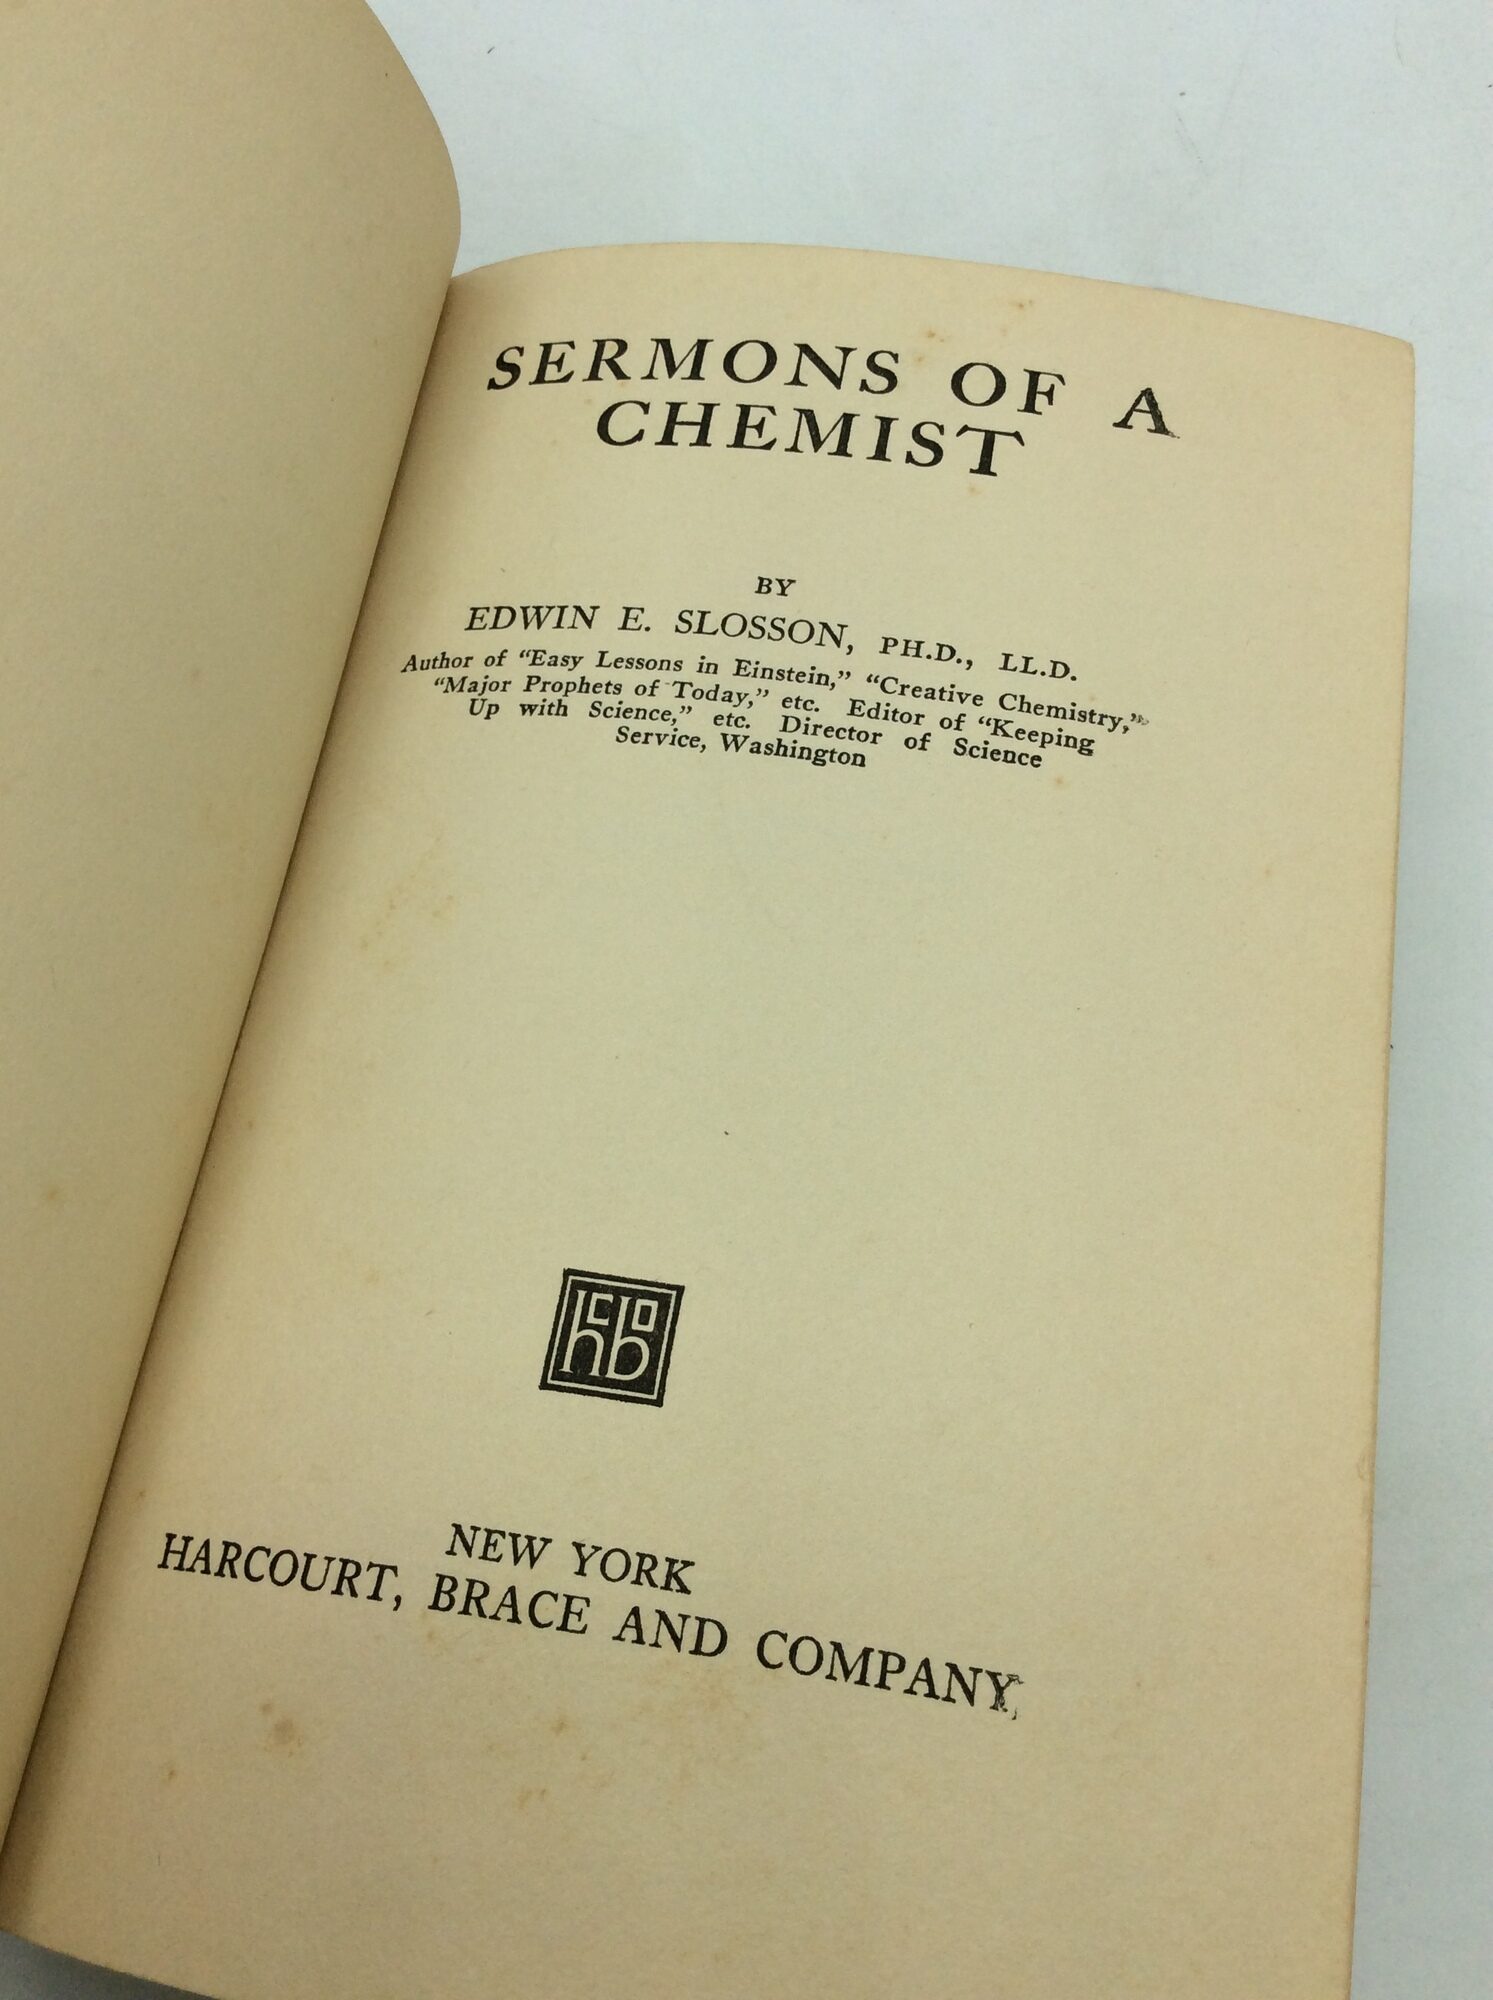 SERMONS OF A
CHEMIST
BY
EDWIN E. SLOSSON, PH.D., LL.D.
Author of "Easy Lessons in Einstein," "Creative Chemistry,"
"Major Prophets of Today," etc. Editor of "Keeping
Up with Science," etc. Director of Science
Service, Washington
hcbo
NEW YORK
HARCOURT, BRACE AND COMPANY